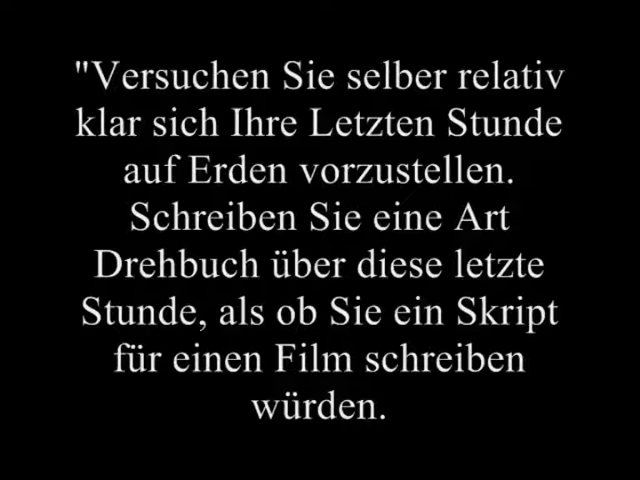 "Versuchen Sie selber relativ
klar sich Ihre Letzten Stunde
auf Erden vorzustellen.
Schreiben Sie eine Art
Drehbuch über diese letzte
Stunde, als ob Sie ein Skript
für einen Film schreiben
würden.